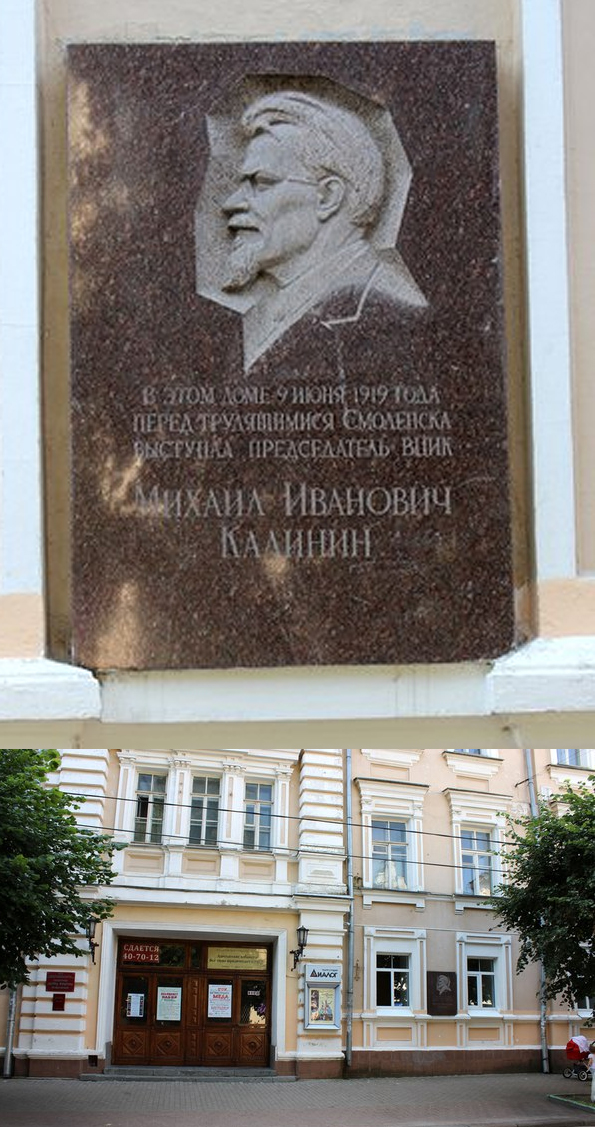 В ЭТОМ ДОМЕ 9 ИЮНЯ 1919 ГОДА
ПЕРЕД ТРУДЯЩИМИСЯ СМОЛЕНСКА
ВЫСТУПАЛ ПРЕДСЕДАТЕЛЬ ВЦИК
МИХАИЛ ИВАНОВИЧ
КАЛИНИН
СДАЕТСЯ
40-70-12
ДИАЛОГ